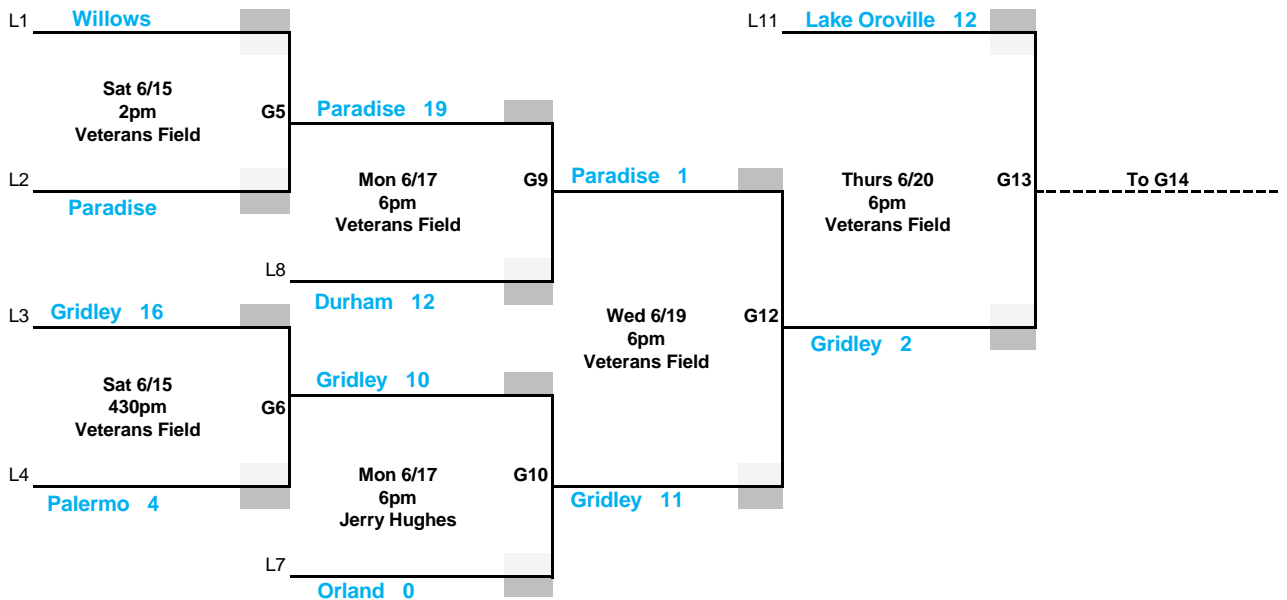 L1 Willows
L11 Lake Oroville 12
Sat 6/15
2pm
Veterans Field
G5
Paradise 19
L2
Paradise
Mon 6/17
6pm
Veterans Field
G9
Paradise 1
Thurs 6/20
6pm
Veterans Field
G13
To G14
L8
Durham 12
L3 Gridley 16
Wed 6/19
6pm
Veterans Field
G12
Gridley 2
Sat 6/15
430pm
Veterans Field
G6
Gridley 10
L4
Palermo 4
Mon 6/17
6pm
Jerry Hughes
G10
Gridley 11
L7
Orland 0